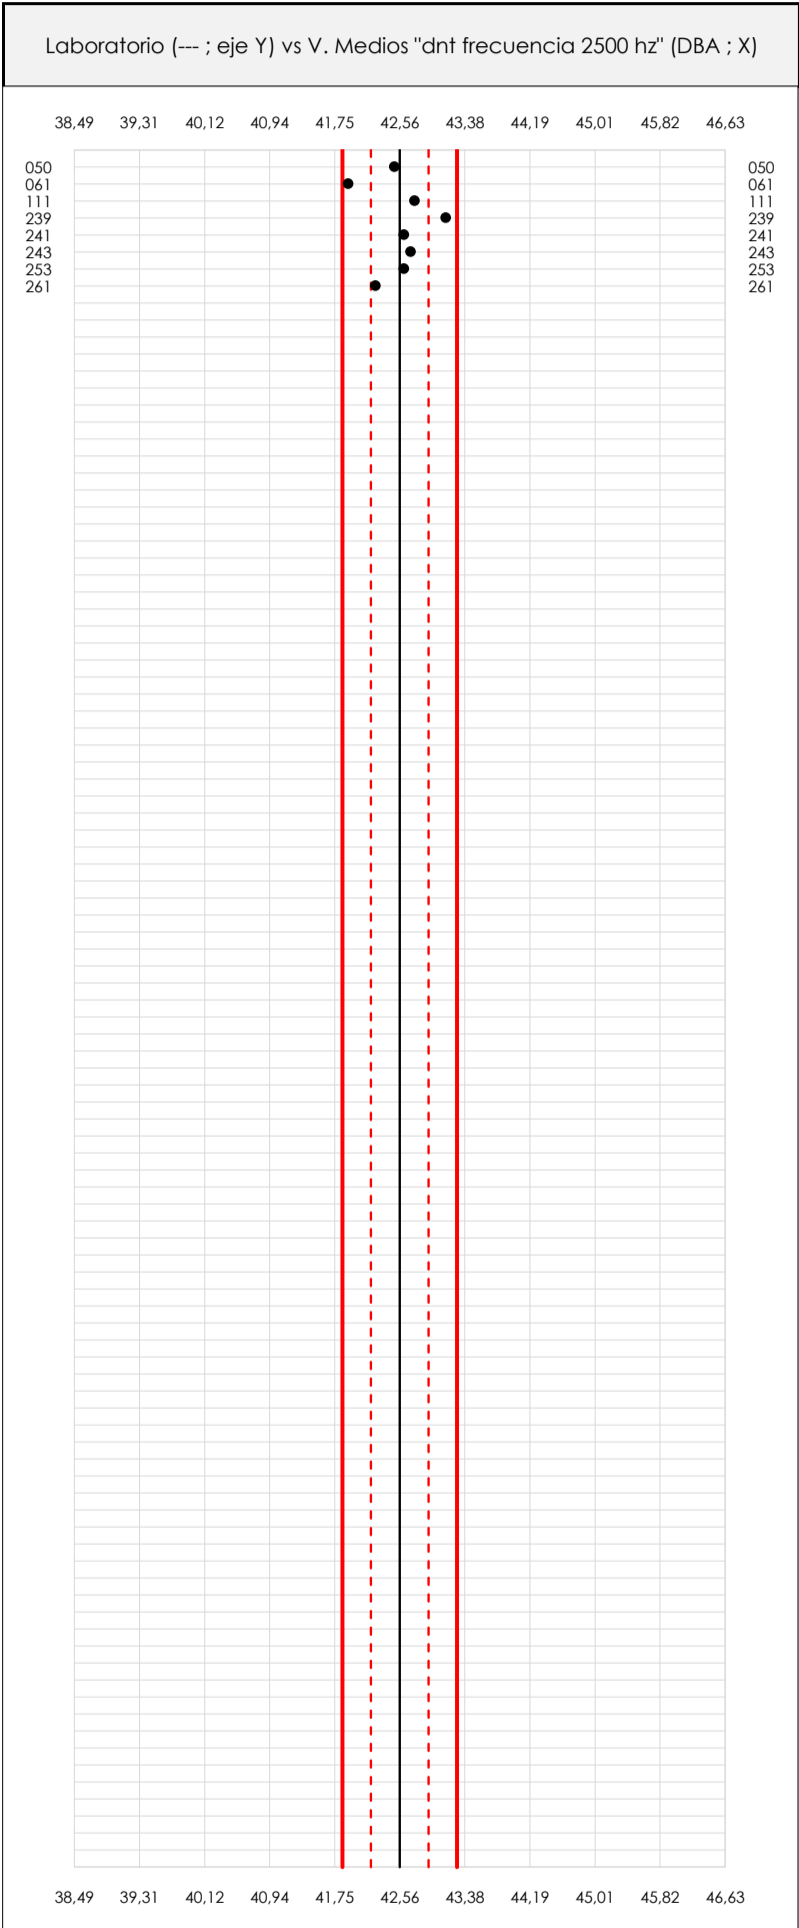 Laboratorio (--- ; eje Y) vs V. Medios "dnt frecuencia 2500 hz" (DBA ; X)
38,49 39,31 40,12 40,94 41,75 42,56 43,38 44,19 45,01 45,82 46,63
050 050
061 061
111 111
239 239
241 241
243 243
253 253
261 261
38,49 39,31 40,12 40,94 41,75 42,56 43,38 44,19 45,01 45,82 46,63